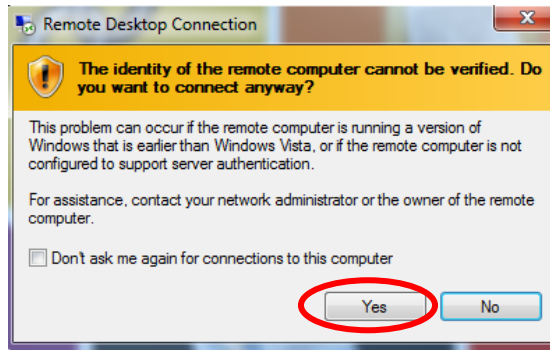 Remote Desktop Connection
The identity of the remote computer cannot be verified. Do
you want to connect anyway?
This problem can occur if the remote computer is running a version of
Windows that is earlier than Windows Vista, or if the remote computer is not
configured to support server authentication.
For assistance, contact your network administrator or the owner of the remote
computer.
Don't ask me again for connections to this computer
Yes No